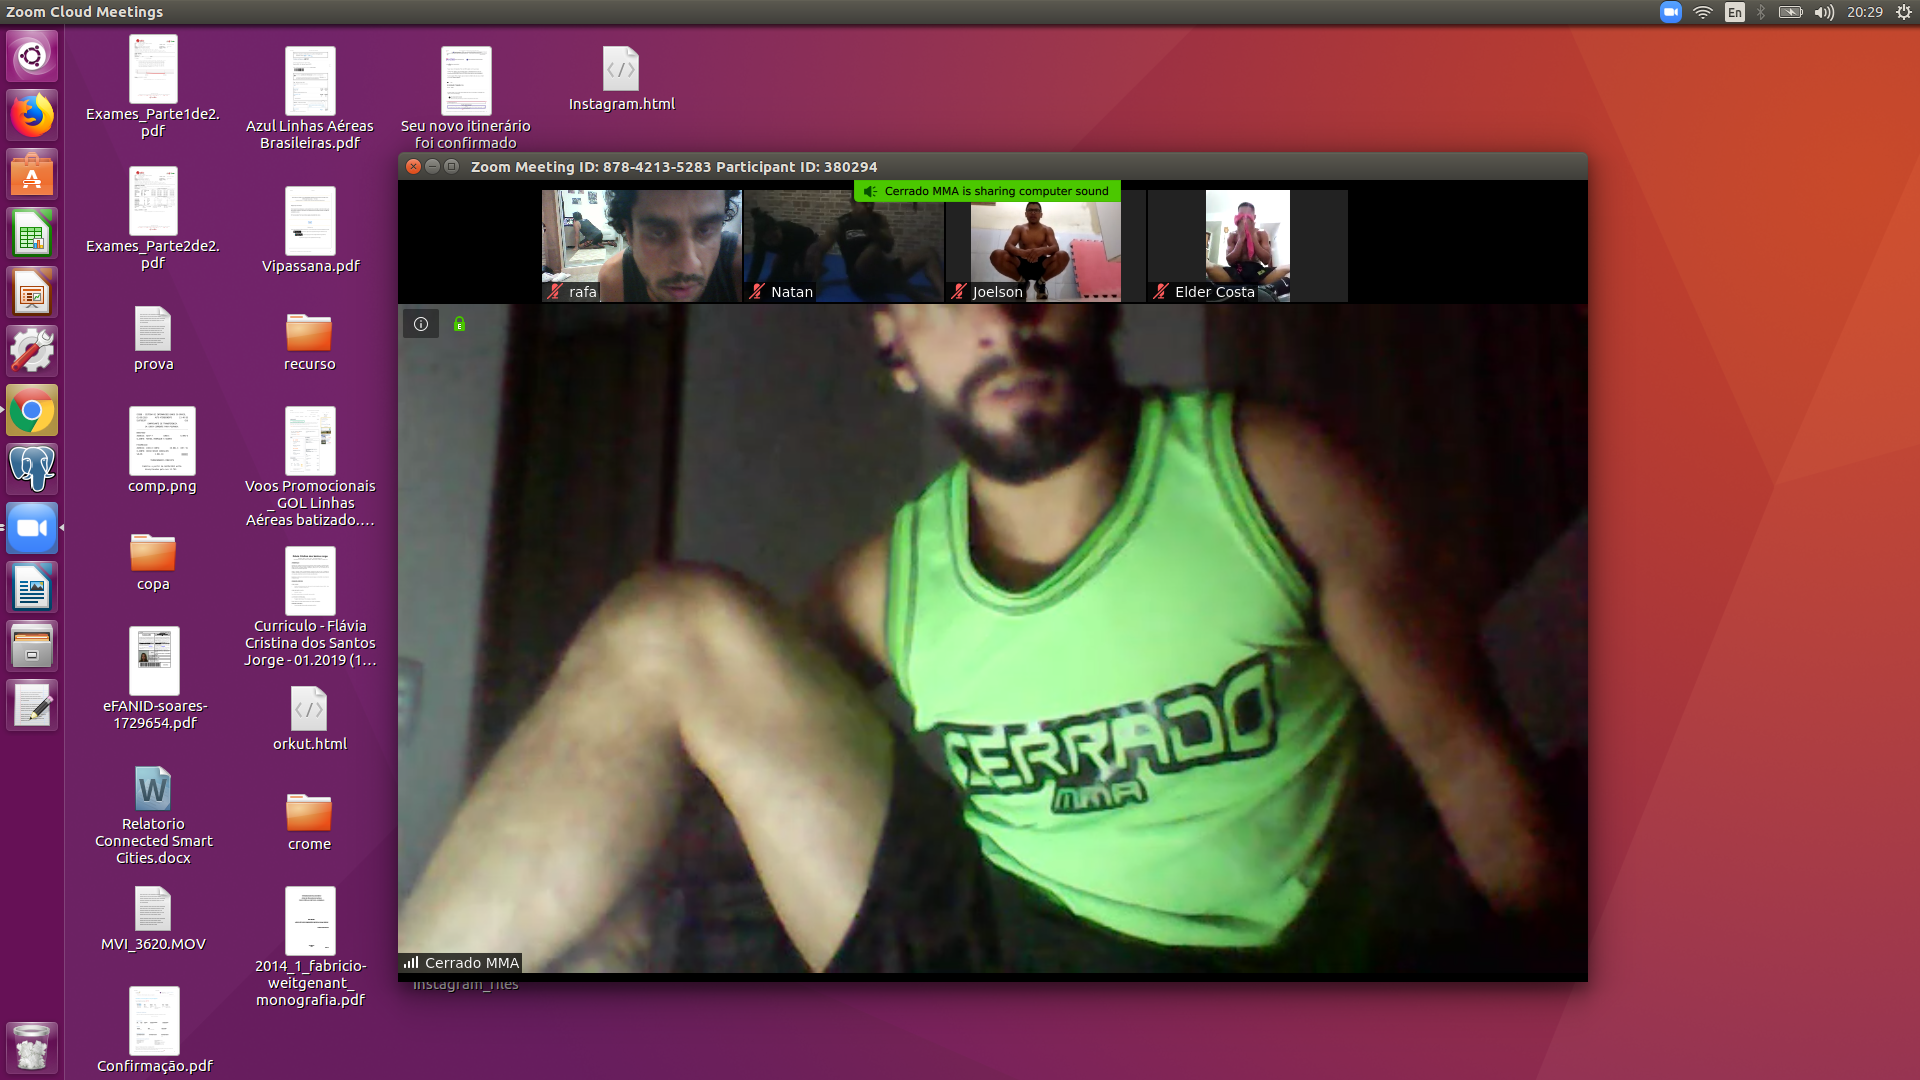 Zoom Cloud Meetings
En
20:29
Exames_Parte1de2.
pdf
Azul Linhas Aéreas
Brasileiras.pdf
Seu novo itinerário
foi confirmado
Instagram.html
Exames_Parte2de2.
pdf
Vipassana.pdf
prova
recurso
comp.png
Voos Promocionais
_ GOL Linhas
Aéreas batizado....
copa
Curriculo - Flávia
Cristina dos Santos
Jorge - 01.2019 (1...
eFANID-soares-
1729654.pdf
orkut.html
Relatorio
Connected Smart
Cities.docx
crome
MVI_3620.MOV
2014_1_fabricio-
weitgenant_
monografia.pdf
Confirmação.pdf
Instagram_files
Zoom Meeting ID: 878-4213-5283 Participant ID: 380294
Cerrado MMA is sharing computer sound
rafa
Natan
Joelson
Elder Costa
CERRADO
MMA
Cerrado MMA